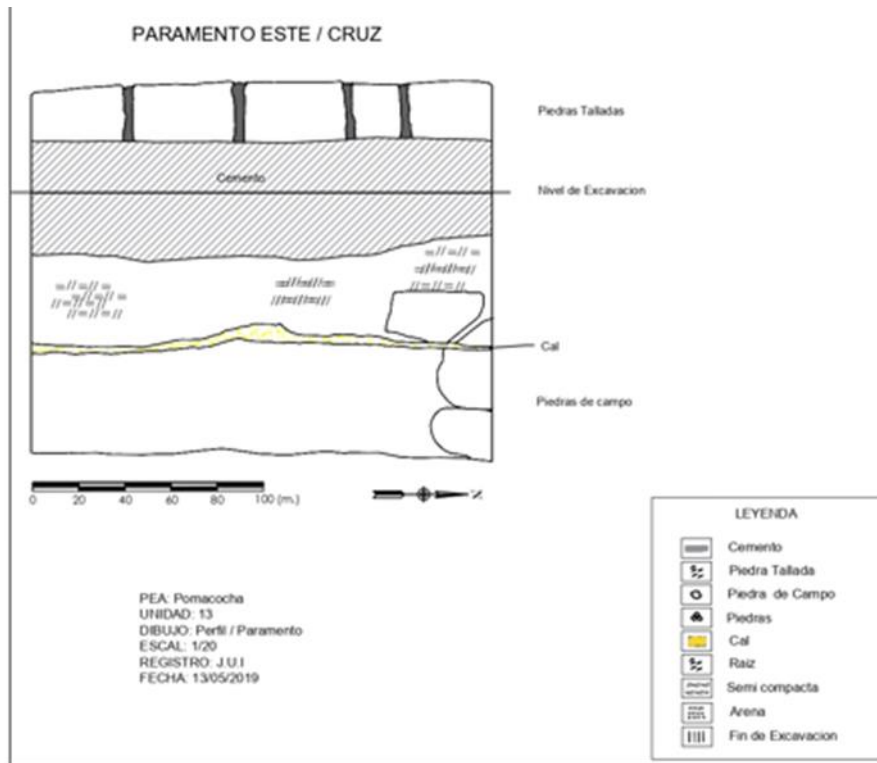 PARAMENTO ESTE / CRUZ
Piedras Talladas
Cemento
Nivel de Excavacion
Cal
Piedras de campo
0 20 40 60 80 100 (m.)
N
LEYENDA
Cemento
Piedra Tallada
Piedra de Campo
Piedras
Cal
Raiz
Semi compacta
Arena
Fin de Excavacion
PEA: Pomacocha
UNIDAD: 13
DIBUJO: Perfil / Paramento
ESCAL: 1/20
REGISTRO: J.U.I
FECHA: 13/05/2019